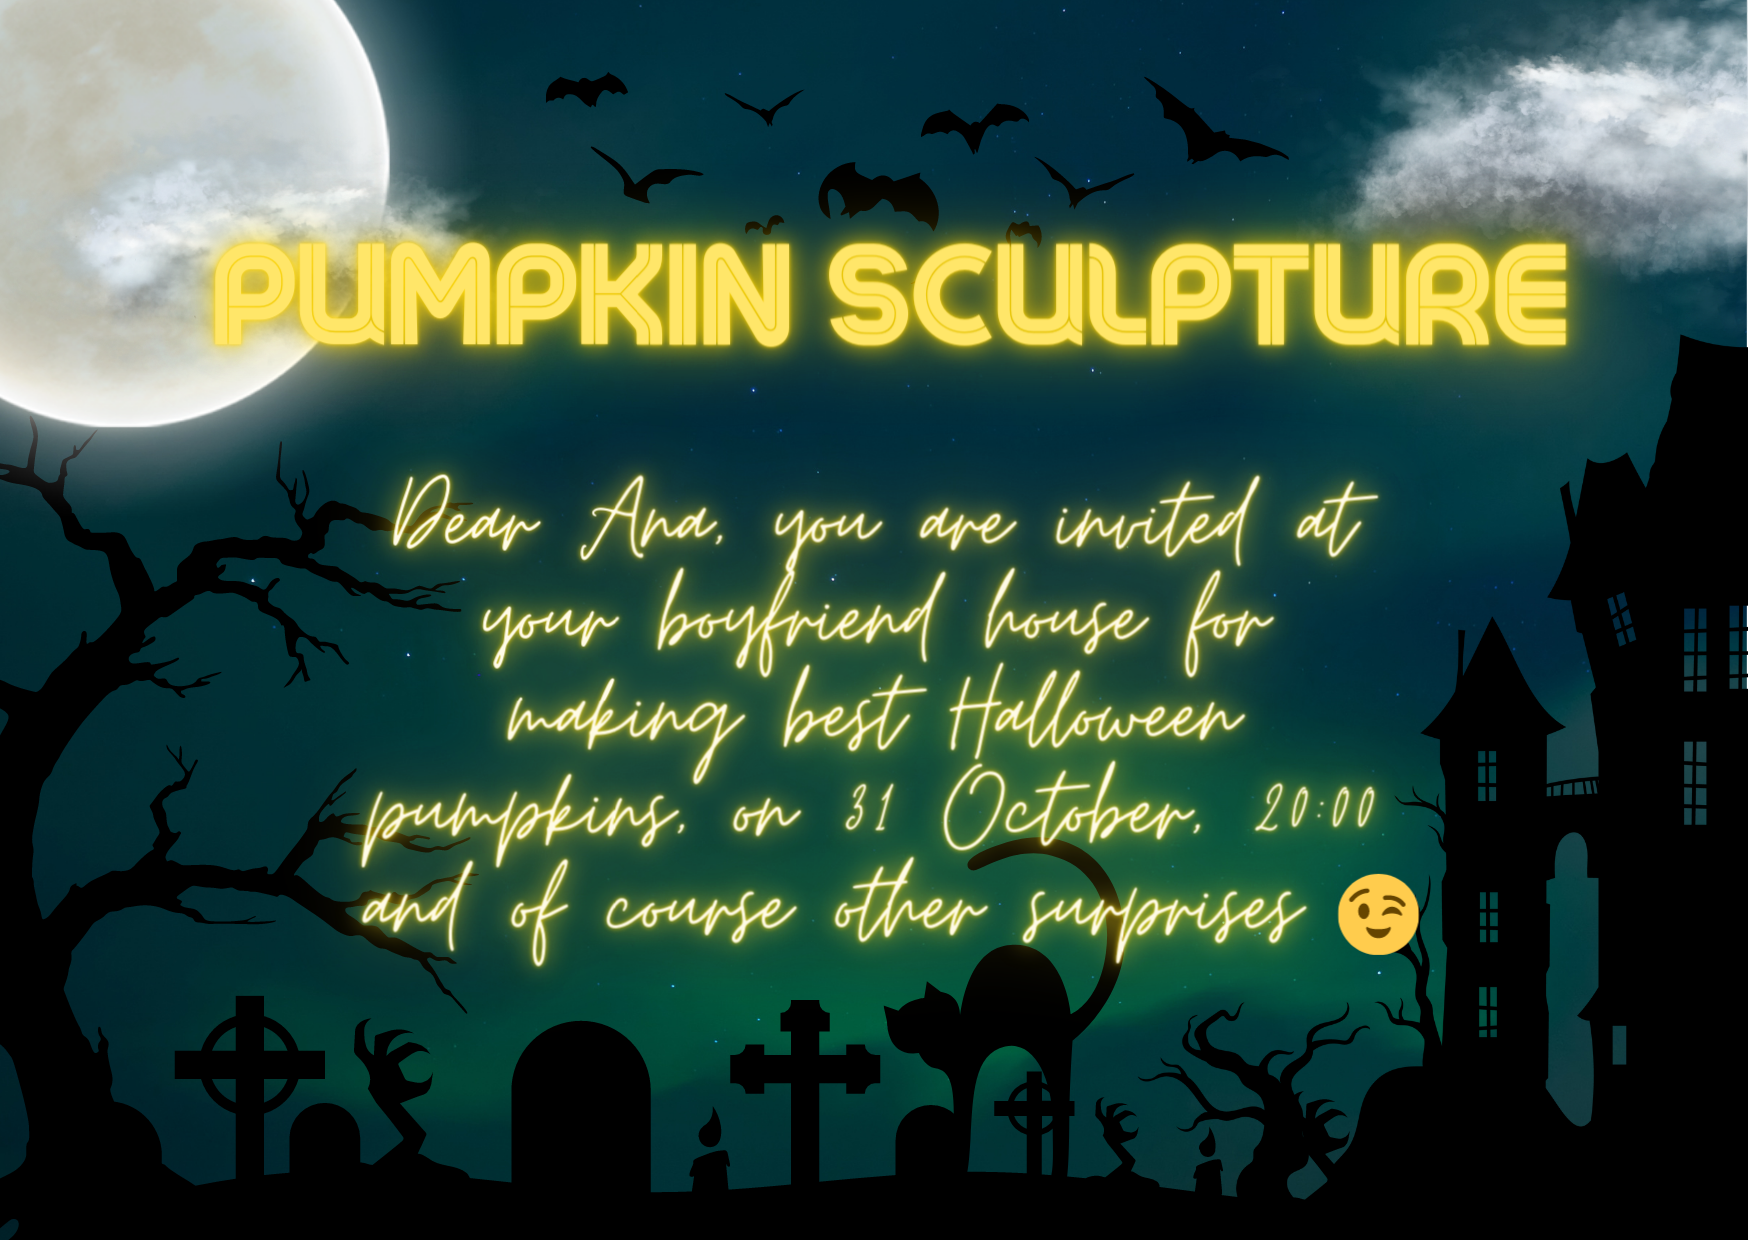 PUMPKIN SCULPTURE
Dear Ana, you are invited at
your boyfriend house for
making best Halloween
pumpkins, on 31 October, 20:00
and of course other surprises 😉